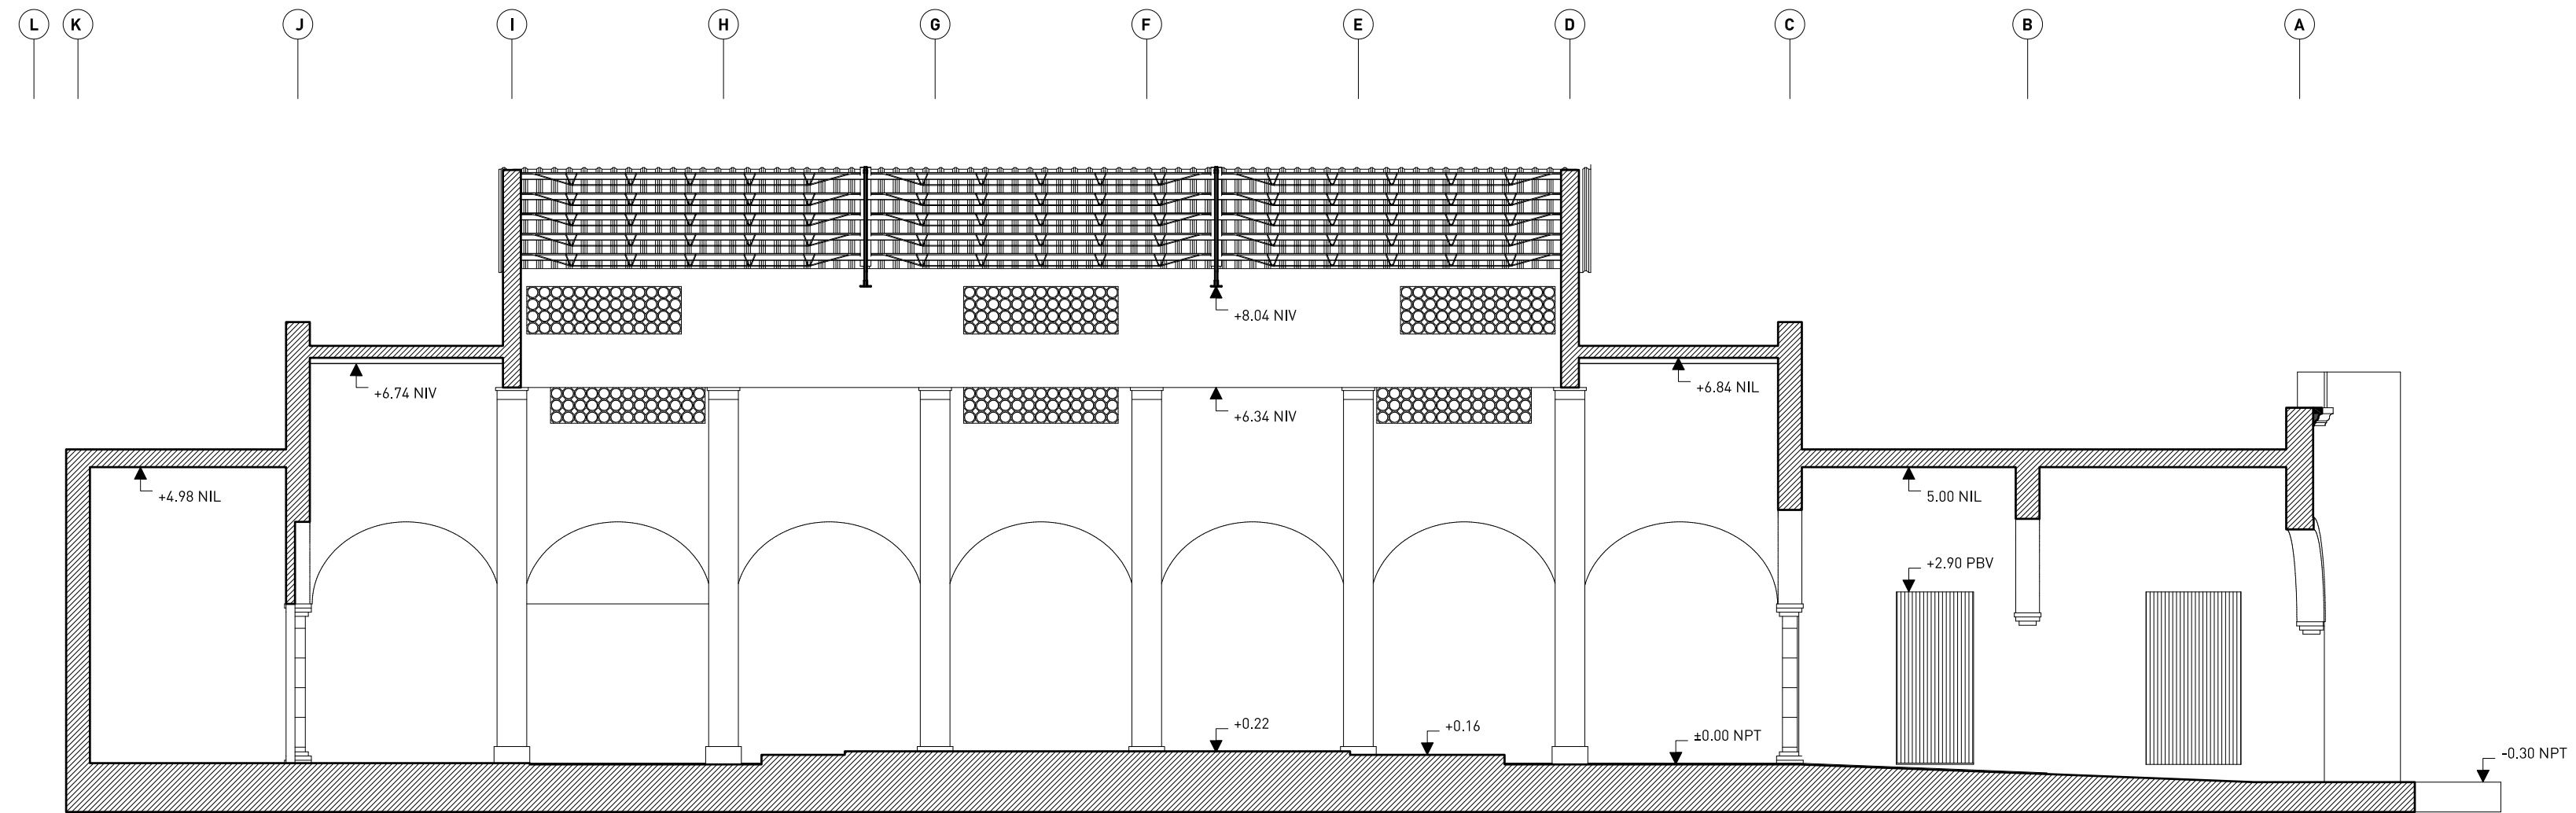 L K J I H G F E D C B A
+8.04 NIV
+6.74 NIV
+6.84 NIL
+6.34 NIV
+4.98 NIL
5.00 NIL
+2.90 PBV
+0.22
+0.16
±0.00 NPT
-0.30 NPT